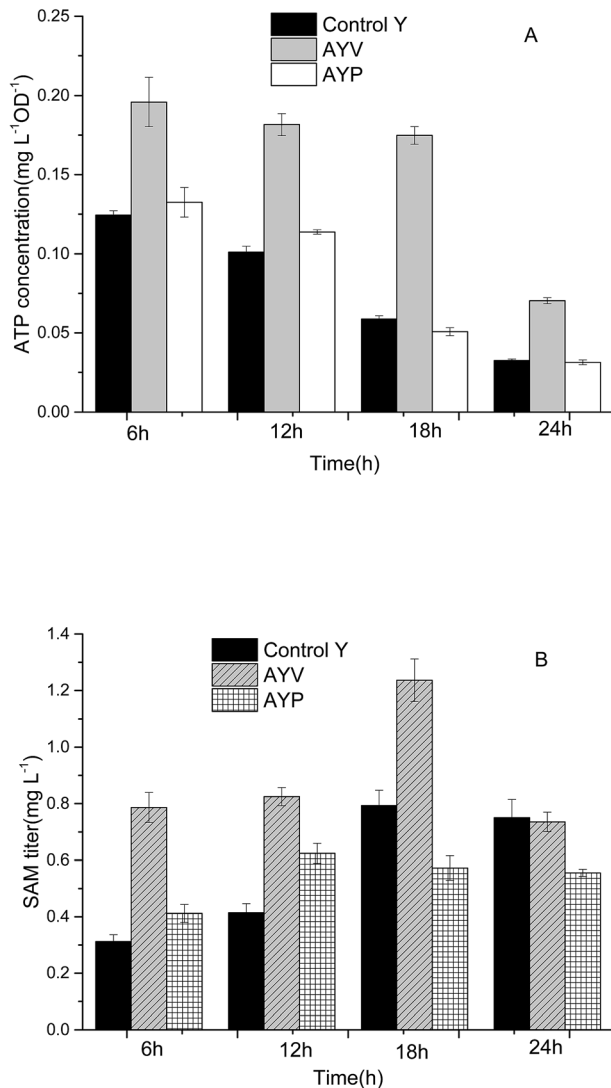 A
Control Y
AYV
AYP
0.25
0.20
0.15
0.10
0.05
0.00
ATP concentration(mg L⁻¹OD⁻¹)
6h 12h 18h 24h
Time(h)
B
Control Y
AYV
AYP
1.4
1.2
1.0
0.8
0.6
0.4
0.2
0.0
SAM titer(mg L⁻¹)
6h 12h 18h 24h
Time(h)